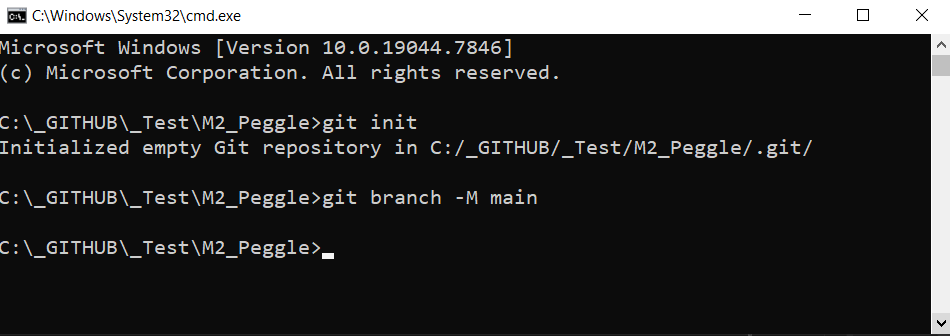 C:\Windows\System32\cmd.exe
Microsoft Windows [Version 10.0.19044.7846]
(c) Microsoft Corporation. All rights reserved.
C:\_GITHUB\_Test\M2_Peggle>git init
Initialized empty Git repository in C:/_GITHUB/_Test/M2_Peggle/.git/
C:\_GITHUB\_Test\M2_Peggle>git branch -M main
C:\_GITHUB\_Test\M2_Peggle>